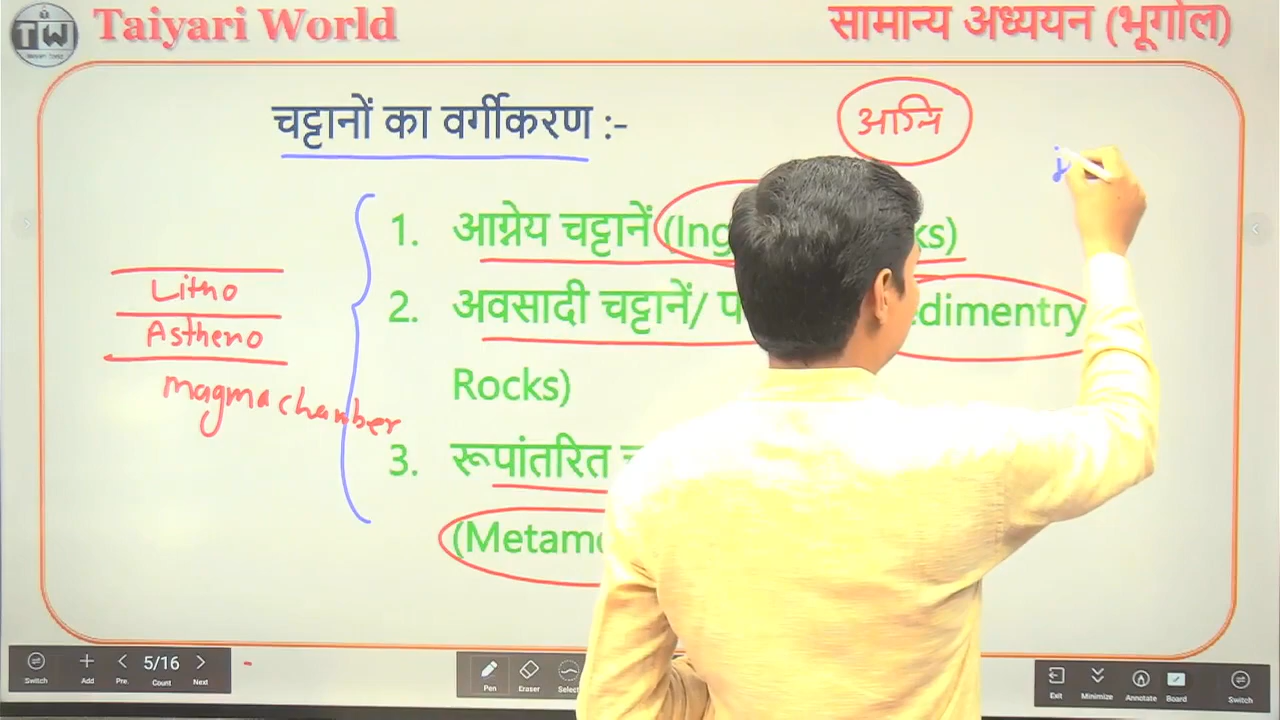 TW
Taiyari World
सामान्य अध्ययन (भूगोल)
चट्टानों का वर्गीकरण :-
अग्नि
1. आग्नेय चट्टानें (Ing ks)
2. अवसादी चट्टानें/ प edimentry
Rocks)
3. रूपांतरित च
(Metamo
Litho
Astheno
magma chamber
Switch Add Pre. 5/16 Count Next
Pen Eraser Select
Exit Minimize Annotate Board Switch